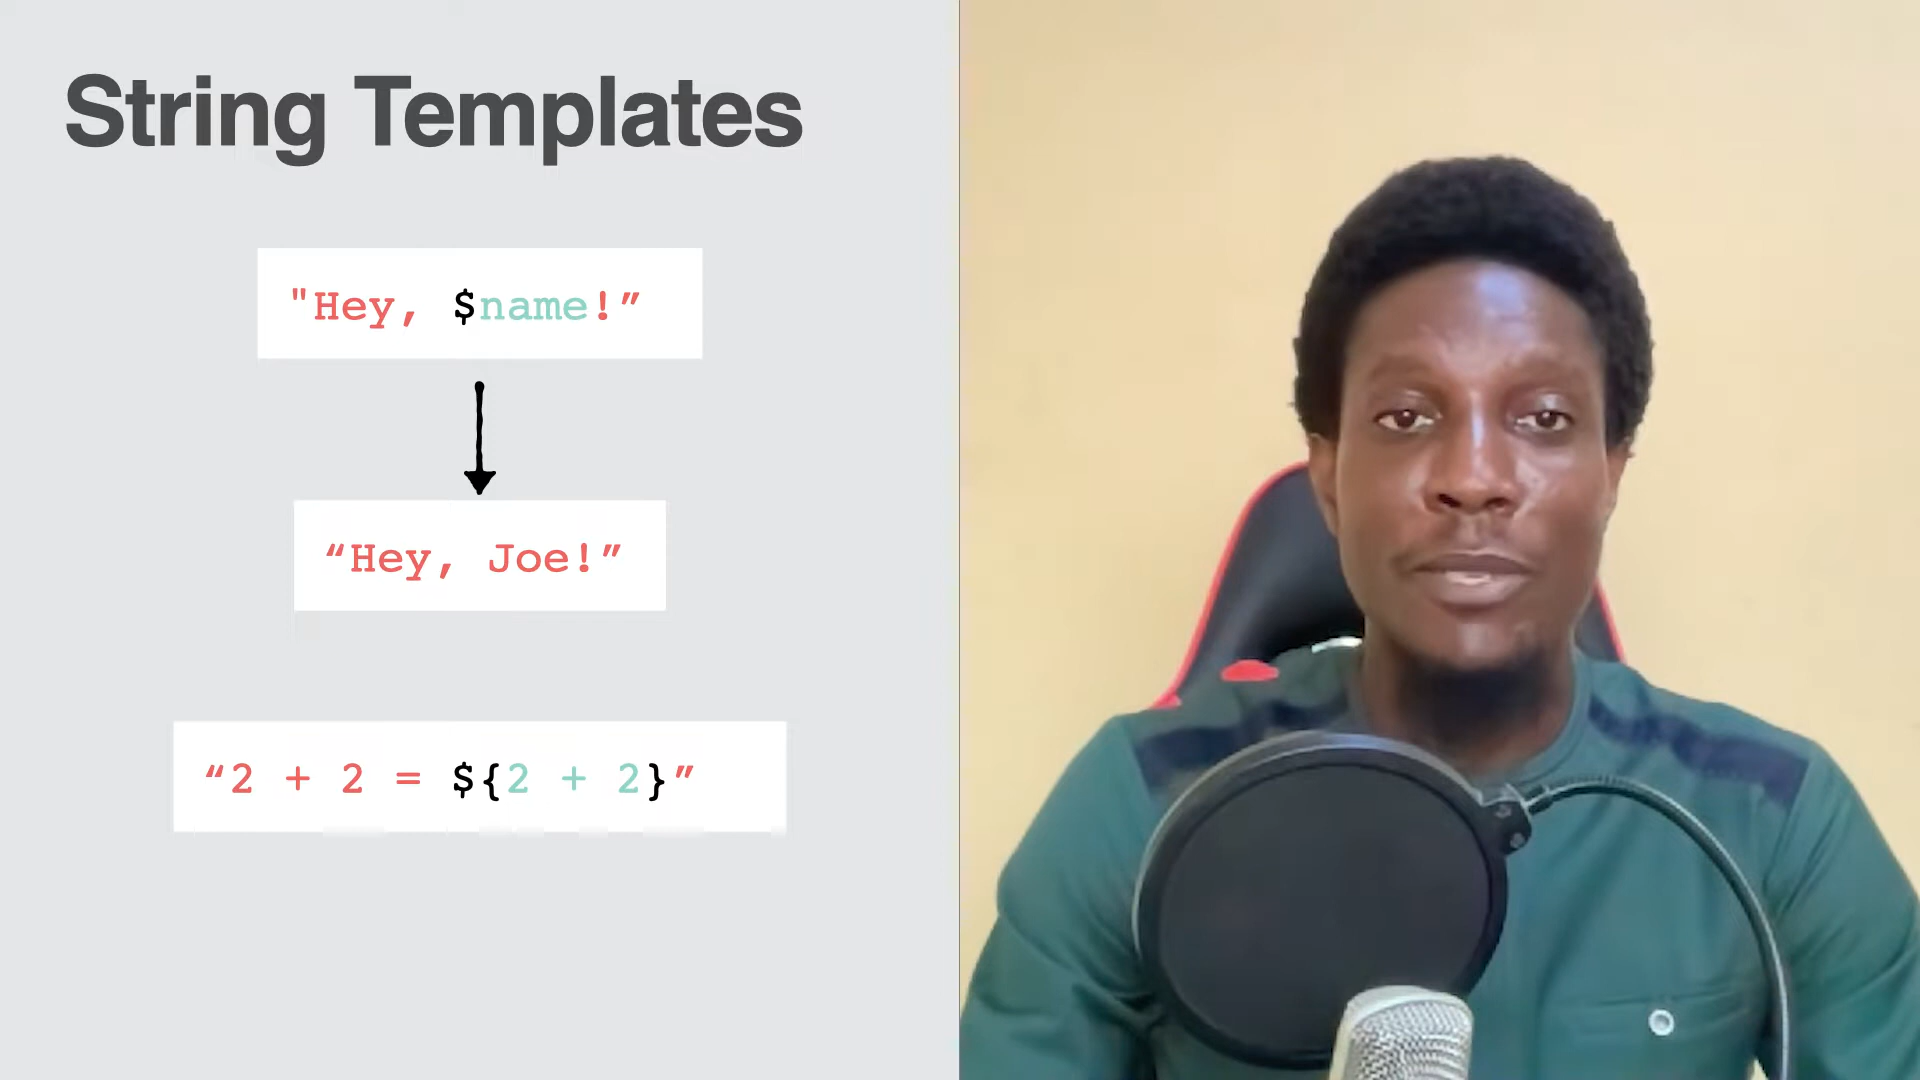 String Templates
"Hey, $name!”
“Hey, Joe!”
“2 + 2 = ${2 + 2}”